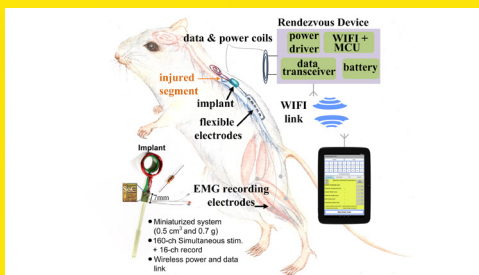 Rendezvous Device
data & power coils
power
driver
WIFI +
MCU
data
transceiver
battery
injured
segment
implant
flexible
electrodes
WIFI
link
Implant
7mm
EMG recording
electrodes
• Miniaturized system
(0.5 cm³ and 0.7 g)
• 160-ch Simultaneous stim.
+ 16-ch record
• Wireless power and data
link